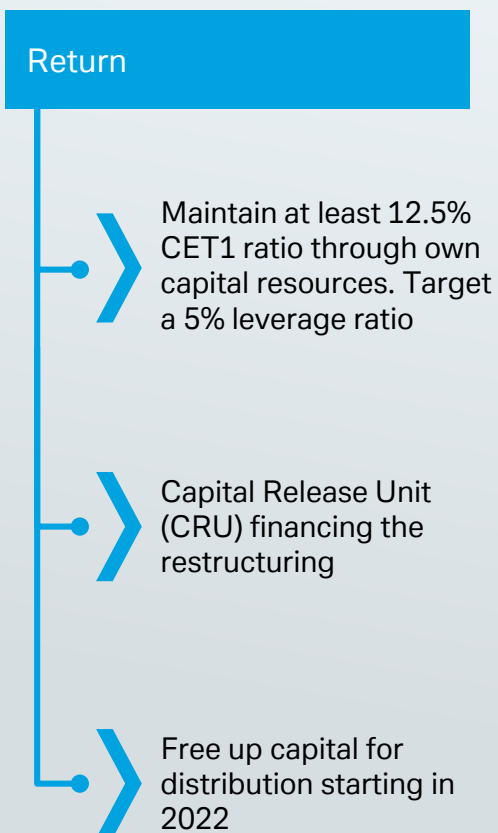 Return
Maintain at least 12.5%
CET1 ratio through own
capital resources. Target
a 5% leverage ratio
Capital Release Unit
(CRU) financing the
restructuring
Free up capital for
distribution starting in
2022